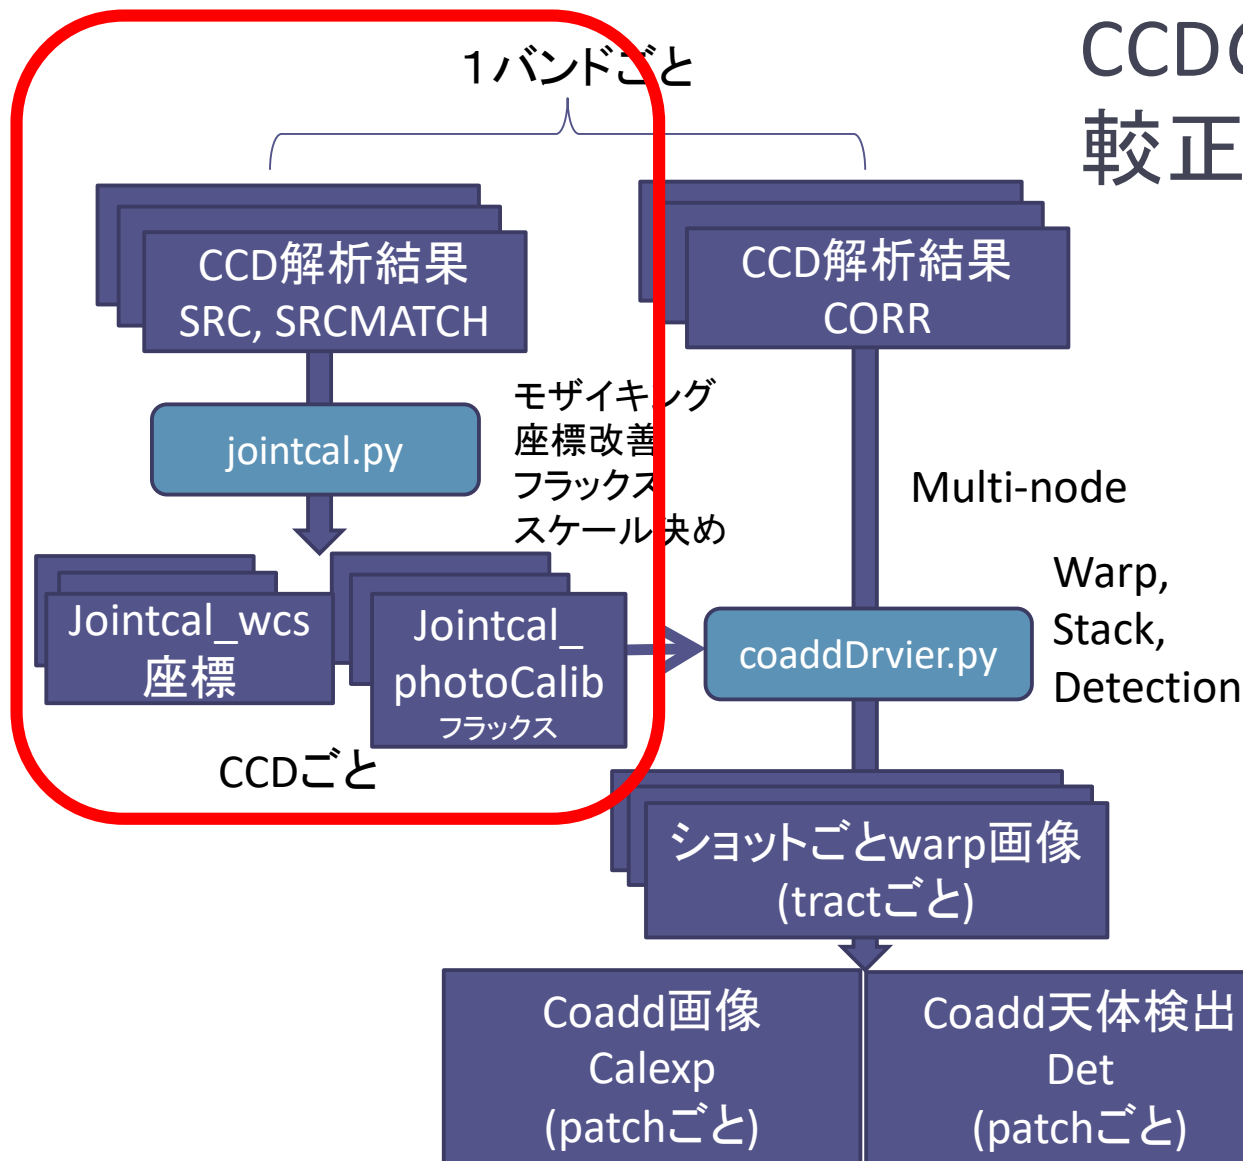 CCD
較正
１バンドごと
CCD解析結果
SRC, SRCMATCH
CCD解析結果
CORR
jointcal.py
モザイキング
座標改善
フラックス
スケール決め
Multi-node
Jointcal_wcs
座標
Jointcal_
photoCalib
フラックス
CCDごと
coaddDrvier.py
Warp,
Stack,
Detection
ショットごとwarp画像
(tractごと)
Coadd画像
Calexp
(patchごと)
Coadd天体検出
Det
(patchごと)